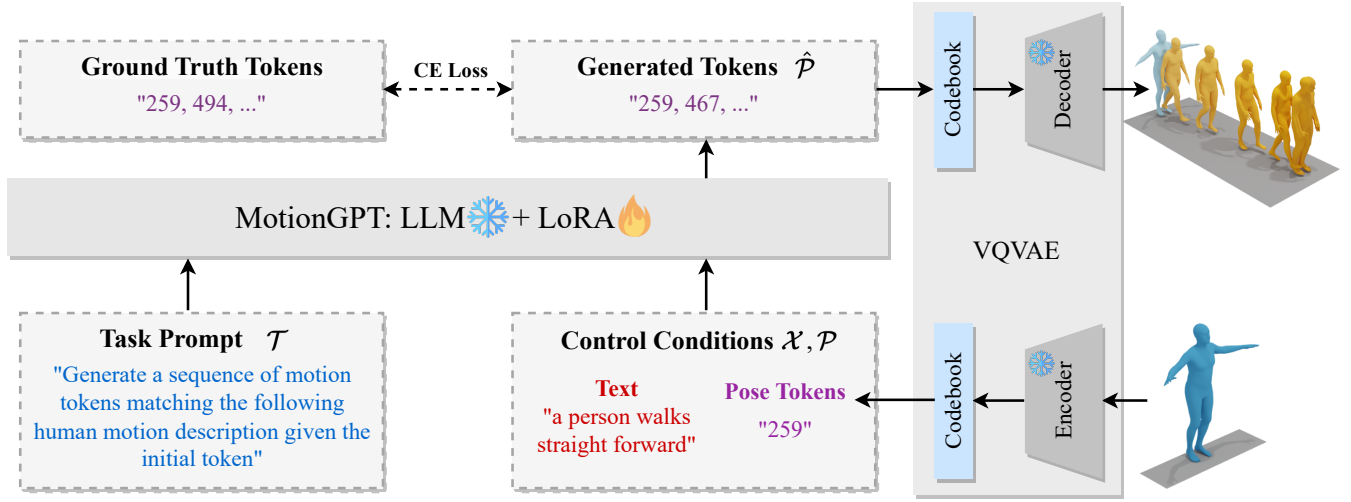 Ground Truth Tokens
"259, 494, ..."
CE Loss
Generated Tokens 𝒫̂
"259, 467, ..."
Codebook
Decoder
MotionGPT: LLM + LoRA
VQVAE
Task Prompt 𝒯
"Generate a sequence of motion
tokens matching the following
human motion description given the
initial token"
Control Conditions 𝒳, 𝒫
Text
"a person walks
straight forward"
Pose Tokens
"259"
Codebook
Encoder